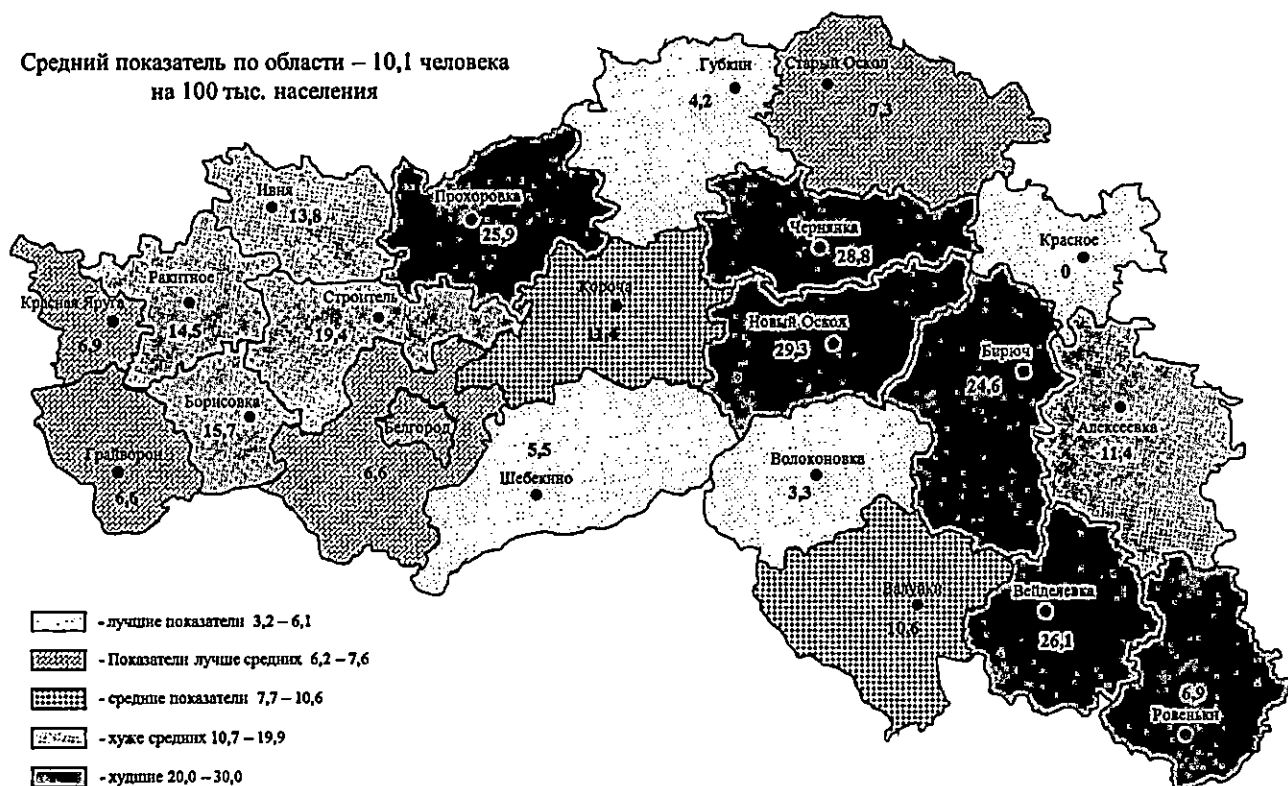 Средний показатель по области – 10,1 человека
на 100 тыс. населения
Губкин
4,2
Старый Оскол
7,3
Ивня
13,8
Прохоровка
25,9
Чернянка
28,8
Красное
0
Ракитное
14,5
Красная Яруга
6,9
Строитель
19,4
Короча
Новый Оскол
29,3
Бирюч
24,6
Борисовка
15,7
Белгород
6,6
Грайворон
6,6
5,5
Шебекино
Волоконовка
3,3
Алексеевка
11,4
Валуйки
10,6
Вейделевка
26,1
6,9
Ровеньки
- лучшие показатели 3,2 – 6,1
- Показатели лучше средних 6,2 – 7,6
- средние показатели 7,7 – 10,6
- хуже средних 10,7 – 19,9
- худшие 20,0 – 30,0